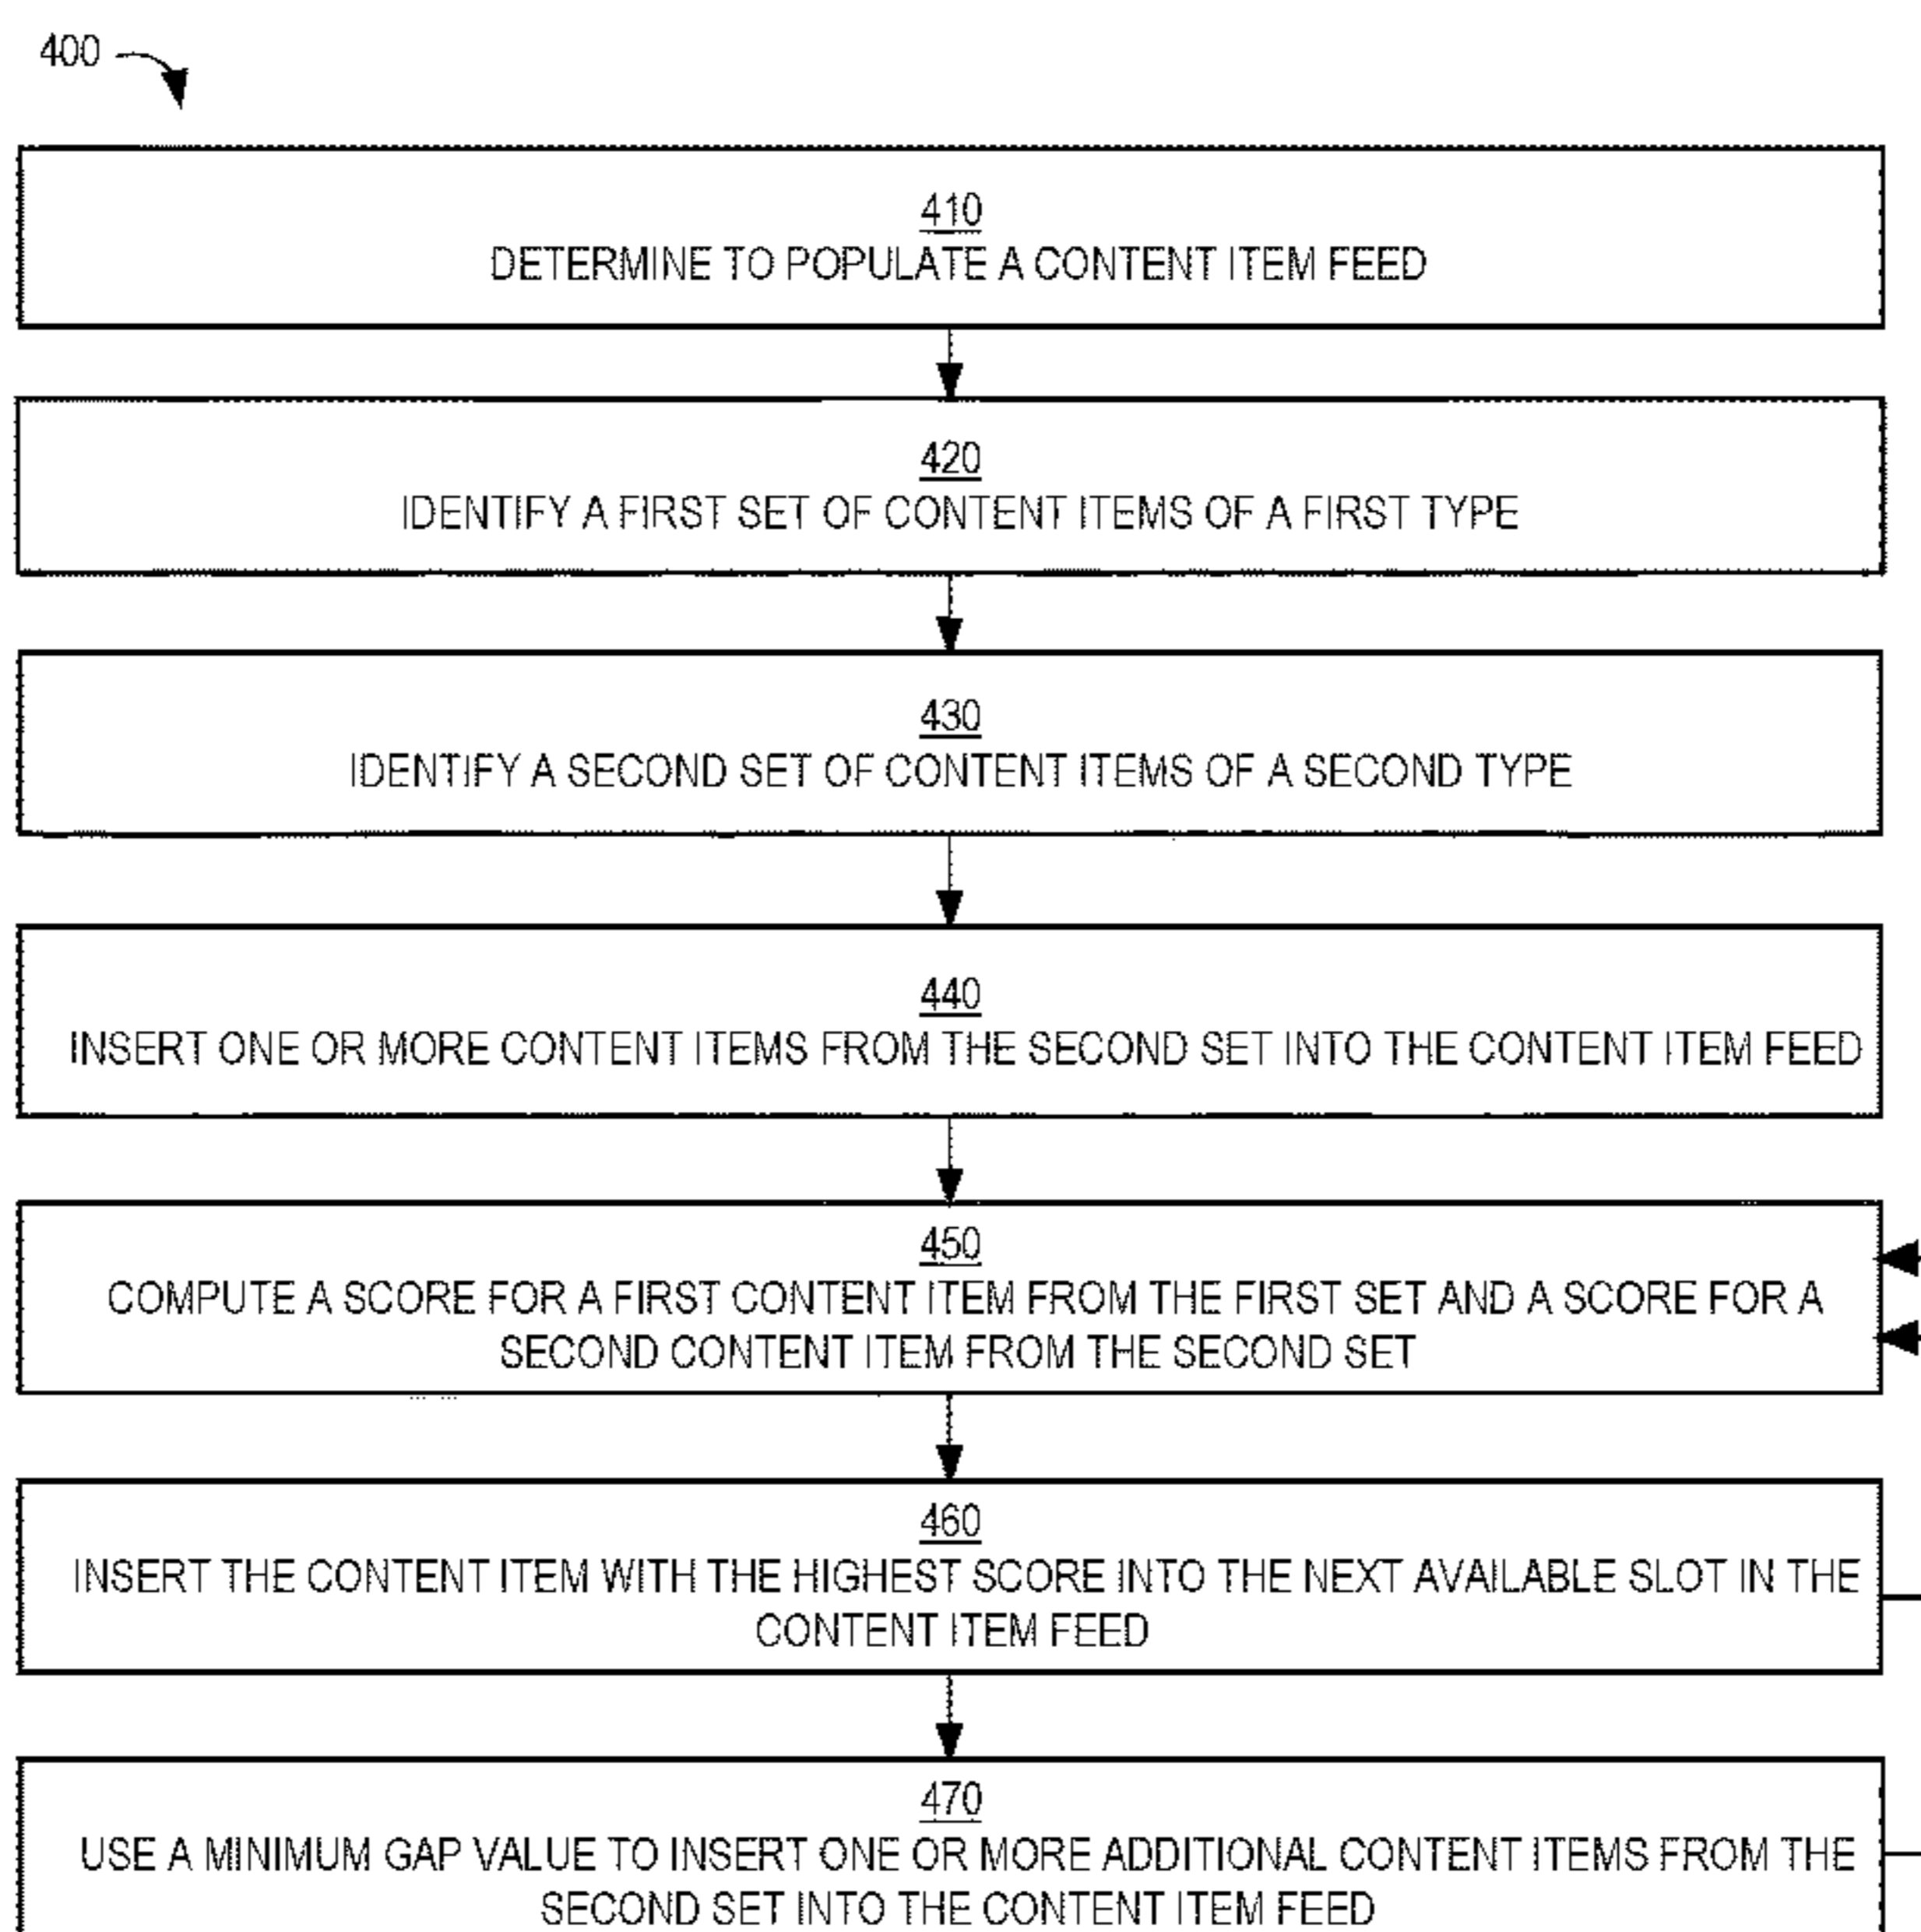 400
410
DETERMINE TO POPULATE A CONTENT ITEM FEED
420
IDENTIFY A FIRST SET OF CONTENT ITEMS OF A FIRST TYPE
430
IDENTIFY A SECOND SET OF CONTENT ITEMS OF A SECOND TYPE
440
INSERT ONE OR MORE CONTENT ITEMS FROM THE SECOND SET INTO THE CONTENT ITEM FEED
450
COMPUTE A SCORE FOR A FIRST CONTENT ITEM FROM THE FIRST SET AND A SCORE FOR A
SECOND CONTENT ITEM FROM THE SECOND SET
460
INSERT THE CONTENT ITEM WITH THE HIGHEST SCORE INTO THE NEXT AVAILABLE SLOT IN THE
CONTENT ITEM FEED
470
USE A MINIMUM GAP VALUE TO INSERT ONE OR MORE ADDITIONAL CONTENT ITEMS FROM THE
SECOND SET INTO THE CONTENT ITEM FEED